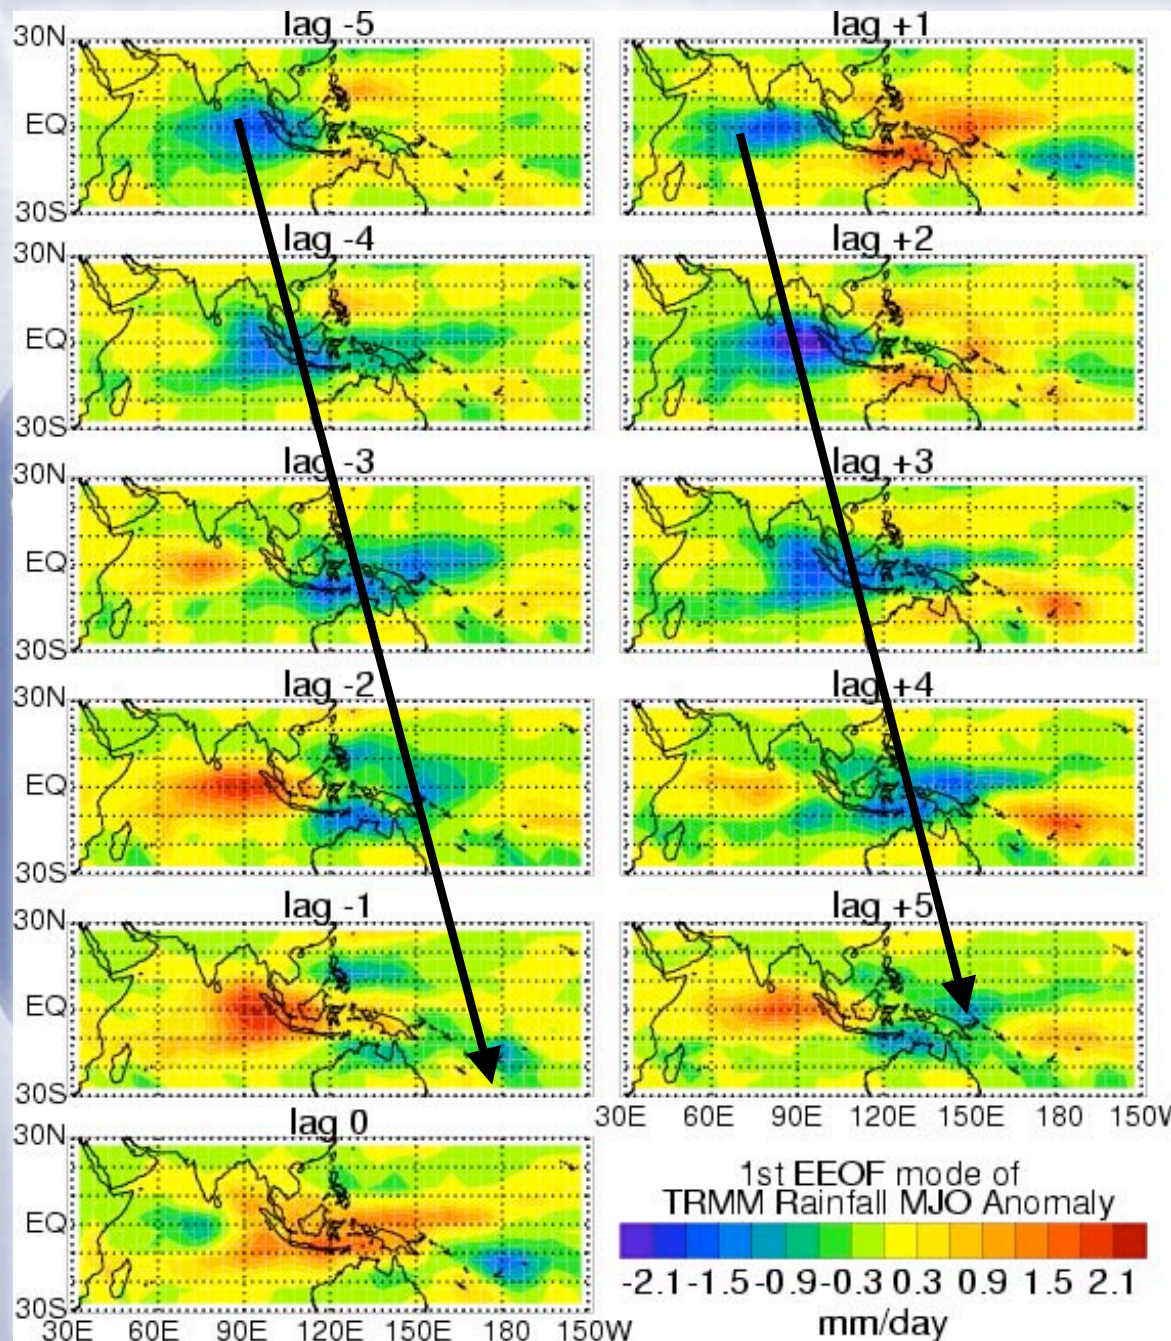 lag -5
30N
EQ
30S
lag -4
30N
EQ
30S
lag -3
30N
EQ
30S
lag -2
30N
EQ
30S
lag -1
30N
EQ
30S
lag 0
30N
EQ
30S
30E 60E 90E 120E 150E 180 150W
lag +1
lag +2
lag +3
lag +4
lag +5
30E 60E 90E 120E 150E 180 150W
1st EEOF mode of
TRMM Rainfall MJO Anomaly
-2.1 -1.5 -0.9 -0.3 0.3 0.9 1.5 2.1
mm/day